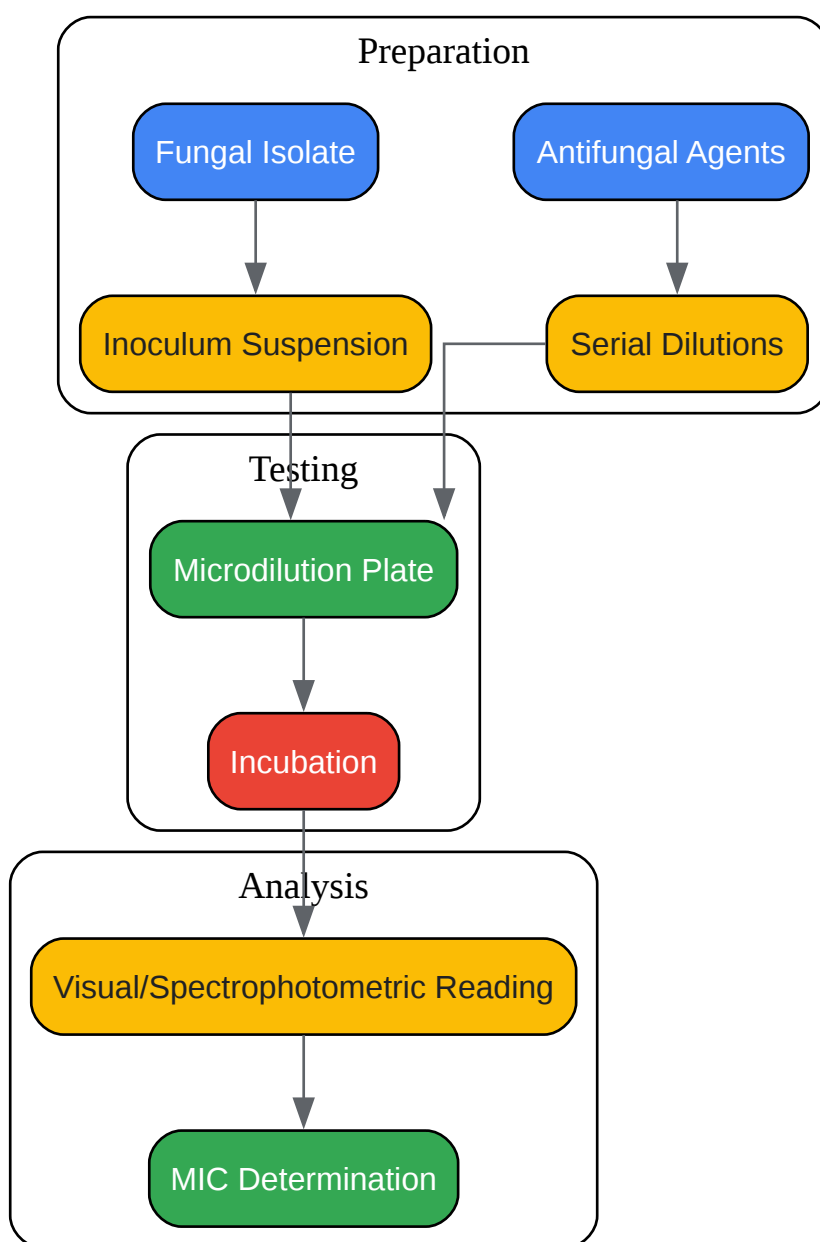 Preparation
Fungal Isolate
Antifungal Agents
Inoculum Suspension
Serial Dilutions
Testing
Microdilution Plate
Incubation
Analysis
Visual/Spectrophotometric Reading
MIC Determination